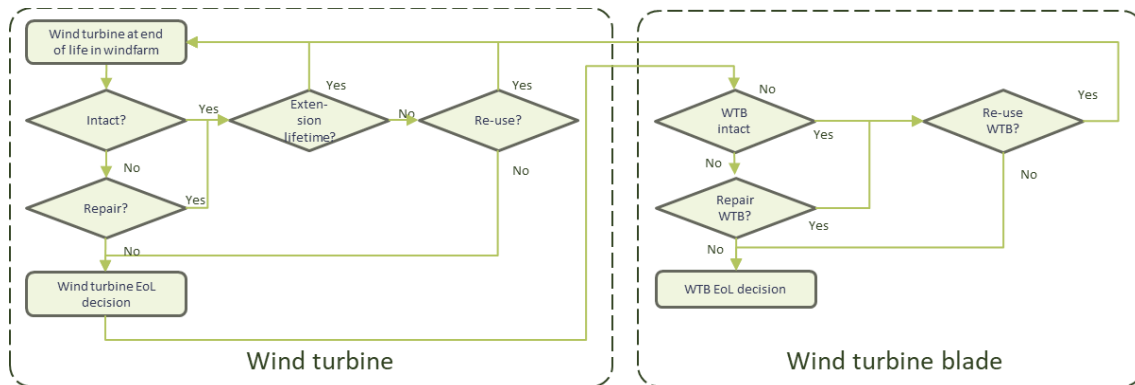 Wind turbine at end
of life in windfarm
Intact?
Yes
No
Repair?
Yes
No
Exten-
sion
lifetime?
Yes
No
Re-use?
Yes
No
Wind turbine EoL
decision
Wind turbine
No
WTB
intact
Yes
No
Repair
WTB?
Yes
No
Re-use
WTB?
Yes
No
WTB EoL decision
Wind turbine blade